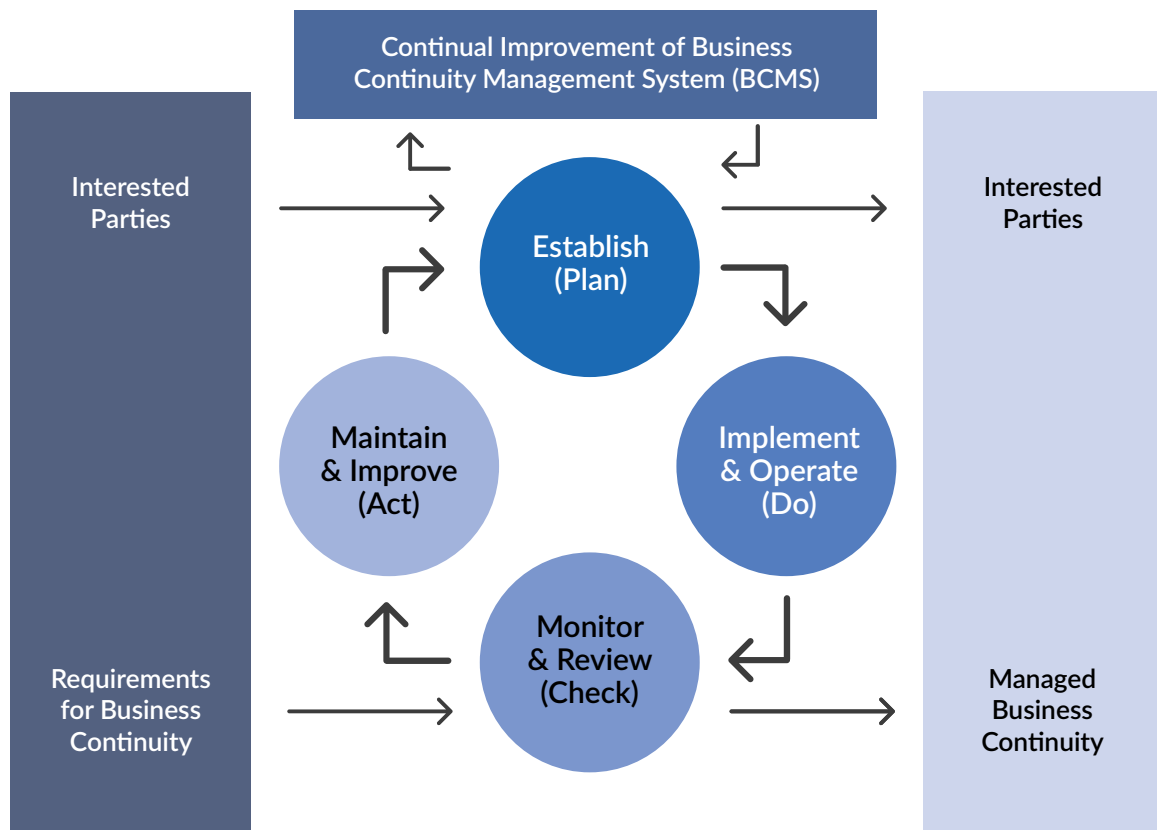 Continual Improvement of Business
Continuity Management System (BCMS)
Interested
Parties
Requirements
for Business
Continuity
Establish
(Plan)
Implement
& Operate
(Do)
Monitor
& Review
(Check)
Maintain
& Improve
(Act)
Interested
Parties
Managed
Business
Continuity